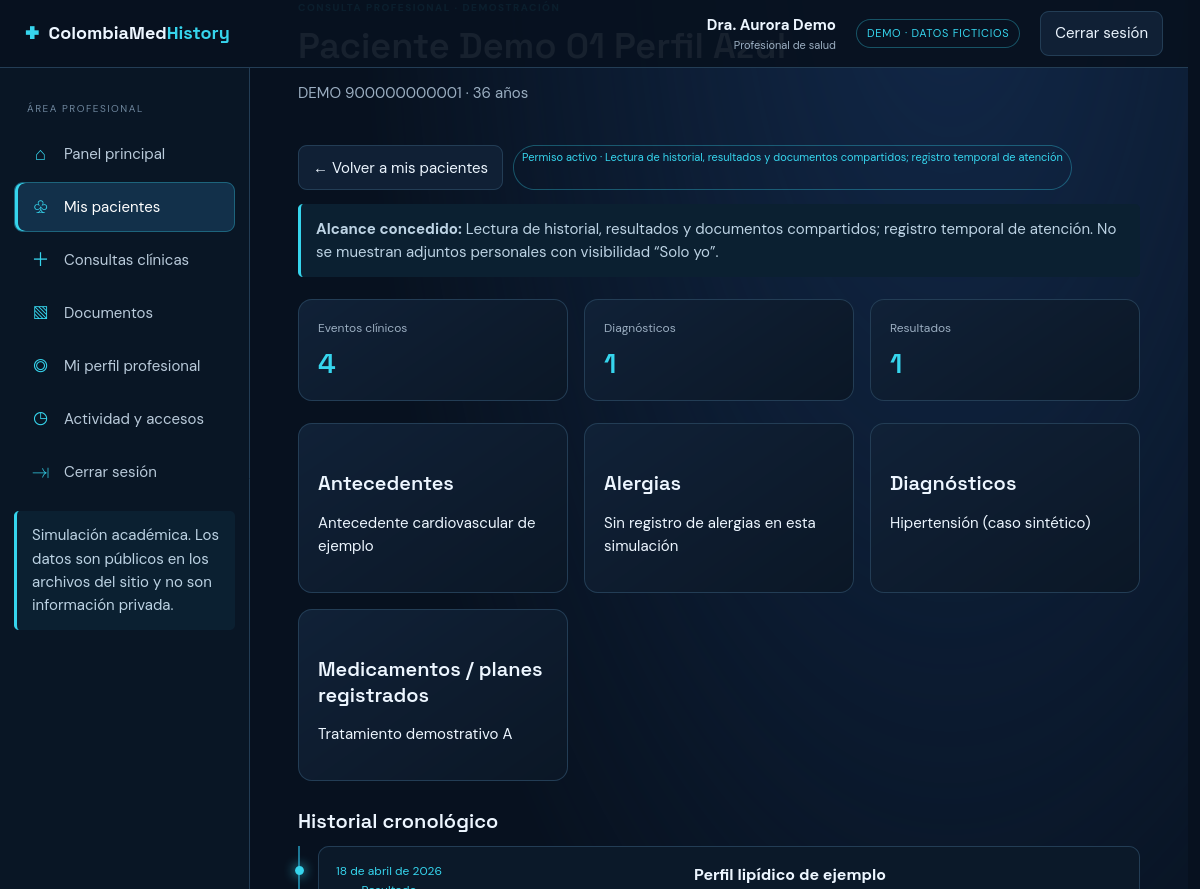 CONSULTA PROFESIONAL · DEMOSTRACIÓN
ColombiaMedHistory
Paciente Demo 01 Perfil Azul
Dra. Aurora Demo
Profesional de salud
DEMO · DATOS FICTICIOS
Cerrar sesión
DEMO 900000000001 · 36 años
ÁREA PROFESIONAL
Panel principal
Mis pacientes
Consultas clínicas
Documentos
Mi perfil profesional
Actividad y accesos
Cerrar sesión
Simulación académica. Los
datos son públicos en los
archivos del sitio y no son
información privada.
← Volver a mis pacientes
Permiso activo · Lectura de historial, resultados y documentos compartidos; registro temporal de atención
Alcance concedido: Lectura de historial, resultados y documentos compartidos; registro temporal de atención. No
se muestran adjuntos personales con visibilidad “Solo yo”.
Eventos clínicos
4
Diagnósticos
1
Resultados
1
Antecedentes
Antecedente cardiovascular de
ejemplo
Alergias
Sin registro de alergias en esta
simulación
Diagnósticos
Hipertensión (caso sintético)
Medicamentos / planes
registrados
Tratamiento demostrativo A
Historial cronológico
18 de abril de 2026
Perfil lipídico de ejemplo
Resultado